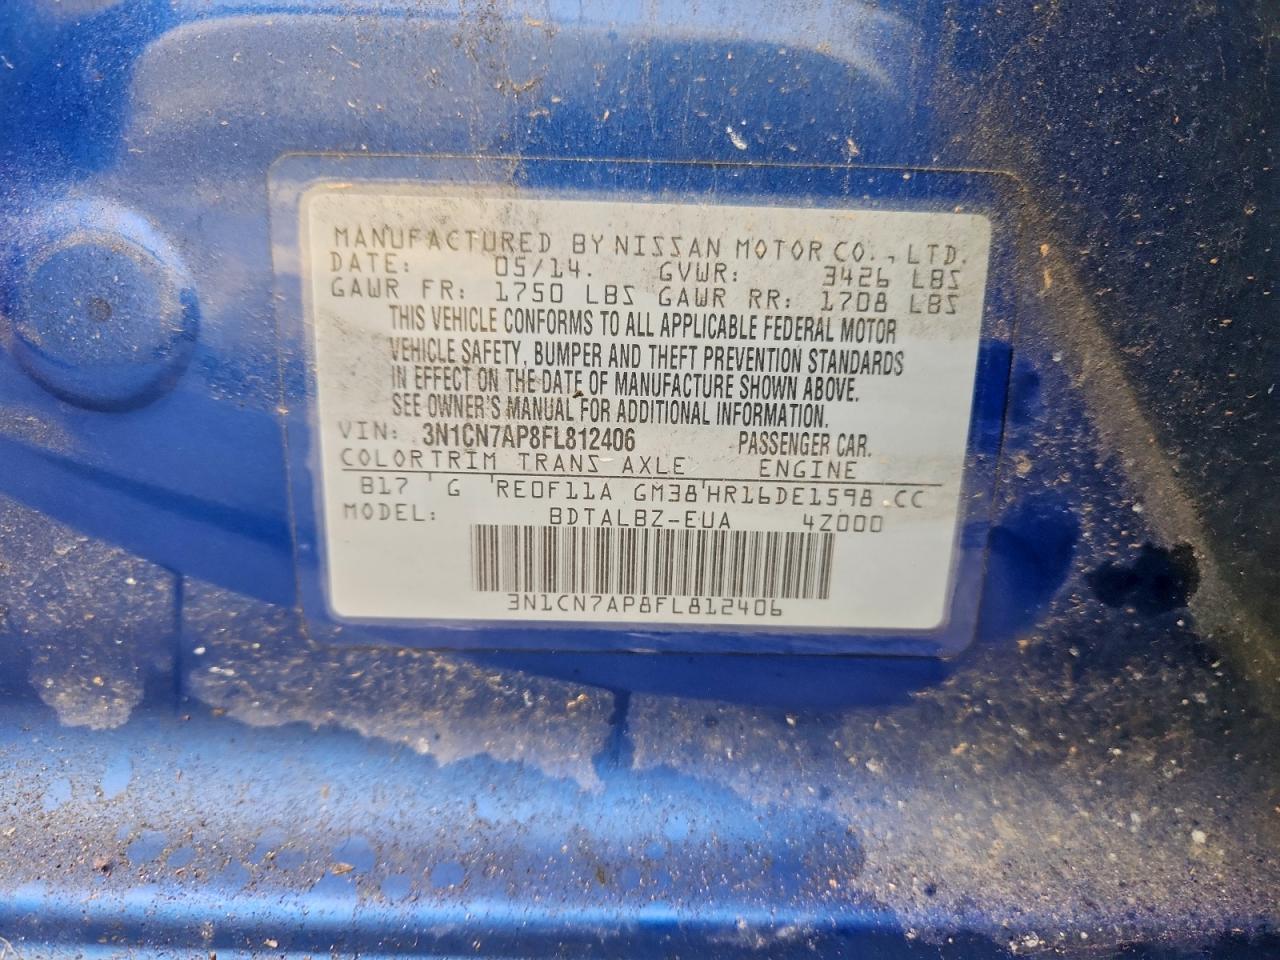 MANUFACTURED BY NISSAN MOTOR CO., LTD.
DATE: 05/14. GVWR: 3426 LBS
GAWR FR: 1750 LBS GAWR RR: 1708 LBS
THIS VEHICLE CONFORMS TO ALL APPLICABLE FEDERAL MOTOR
VEHICLE SAFETY, BUMPER AND THEFT PREVENTION STANDARDS
IN EFFECT ON THE DATE OF MANUFACTURE SHOWN ABOVE.
SEE OWNER'S MANUAL FOR ADDITIONAL INFORMATION.
VIN: 3N1CN7AP8FL812406 PASSENGER CAR.
COLORTRIM TRANS AXLE ENGINE
B17 'G 'RE0F11A GM38'HR16DE1598 CC
MODEL: BDTALBZ-EUA 4Z000
3N1CN7AP8FL812406